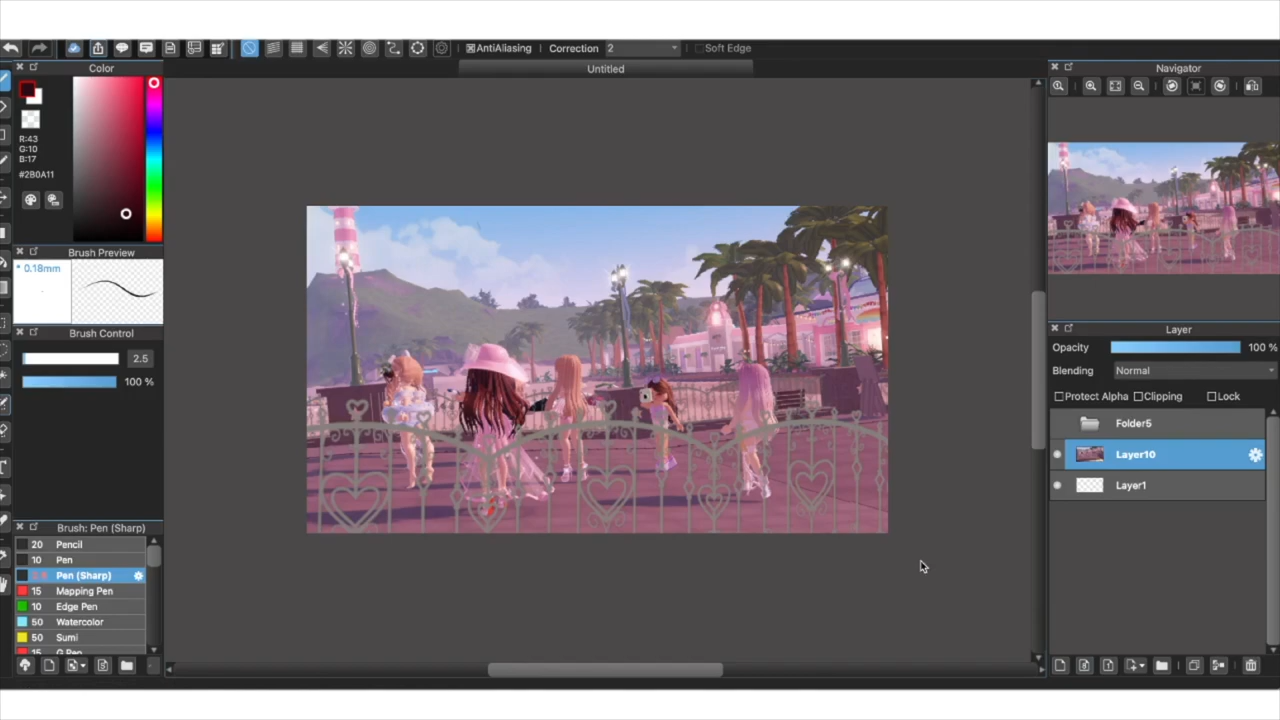 AntiAliasing Correction 2 Soft Edge
Color
Untitled
Navigator
R:43
G:10
B:17
#2B0A11
Brush Preview
* 0.18mm
Brush Control
2.5
100 %
Layer
Opacity 100 %
Blending Normal
Protect Alpha Clipping Lock
Folder5
Layer10
Layer1
Brush: Pen (Sharp)
20 Pencil
10 Pen
Pen (Sharp)
15 Mapping Pen
10 Edge Pen
50 Watercolor
50 Sumi
15 G Pen